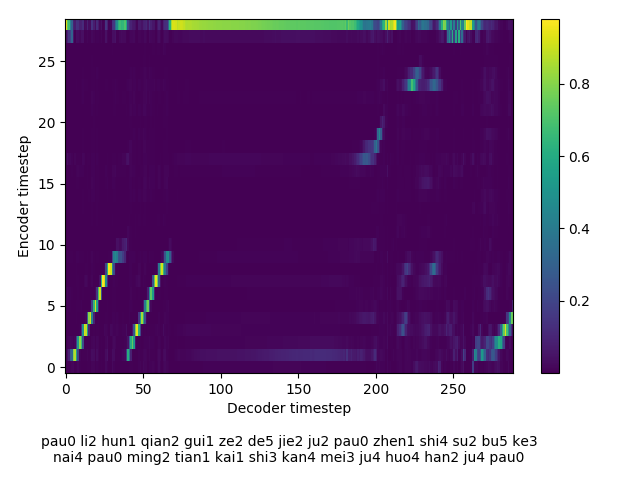 25
20
15
10
5
0
Encoder timestep
0 50 100 150 200 250
Decoder timestep
0.8
0.6
0.4
0.2
pau0 li2 hun1 qian2 gui1 ze2 de5 jie2 ju2 pau0 zhen1 shi4 su2 bu5 ke3
nai4 pau0 ming2 tian1 kai1 shi3 kan4 mei3 ju4 huo4 han2 ju4 pau0